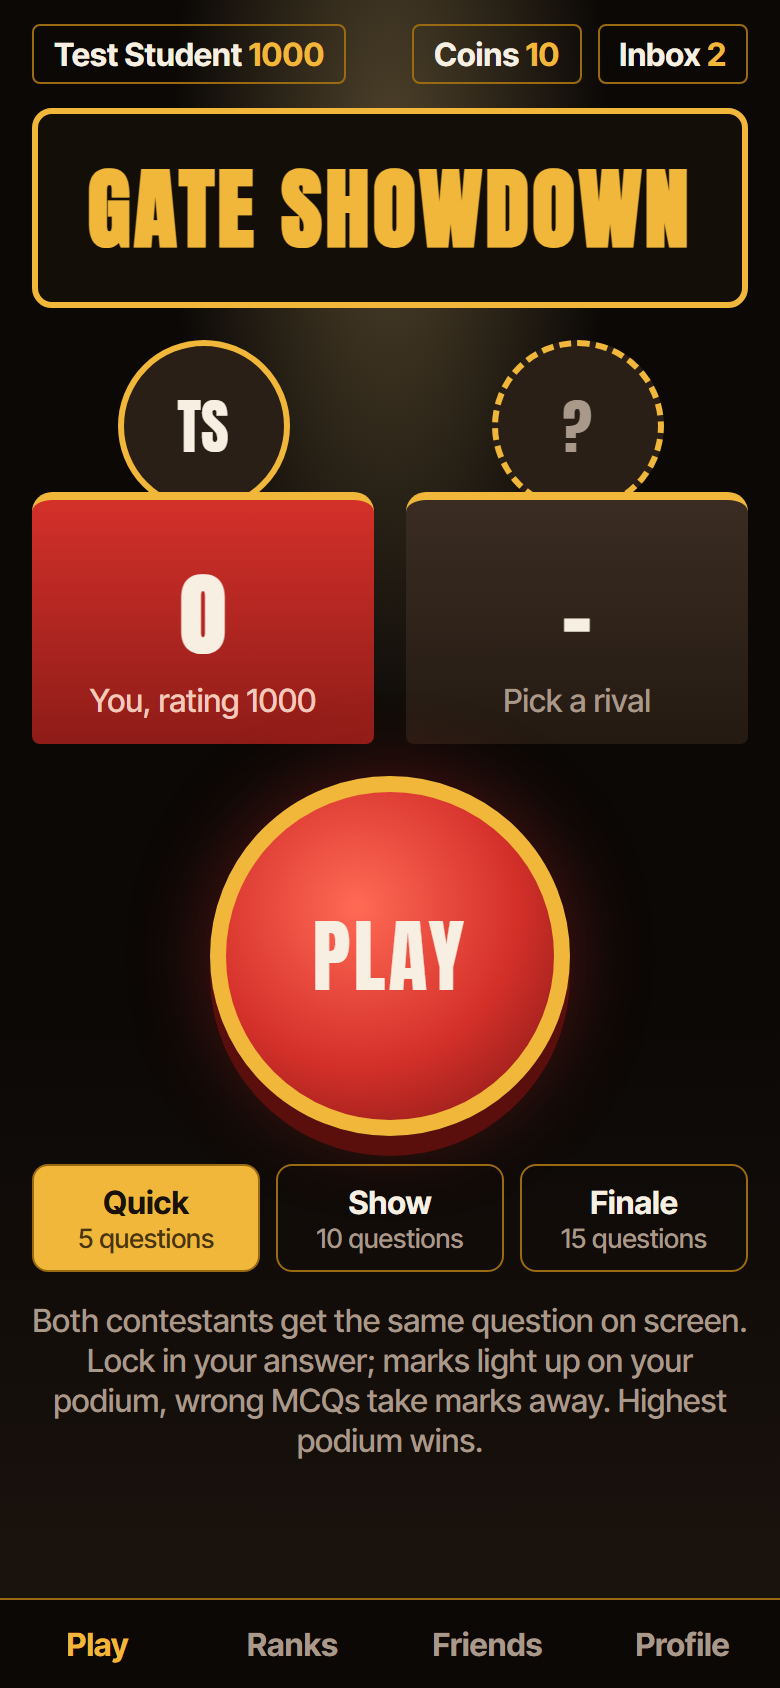 Test Student 1000
Coins 10
Inbox 2
GATE SHOWDOWN
TS
?
0
-
You, rating 1000
Pick a rival
PLAY
Quick
5 questions
Show
10 questions
Finale
15 questions
Both contestants get the same question on screen.
Lock in your answer; marks light up on your
podium, wrong MCQs take marks away. Highest
podium wins.
Play
Ranks
Friends
Profile